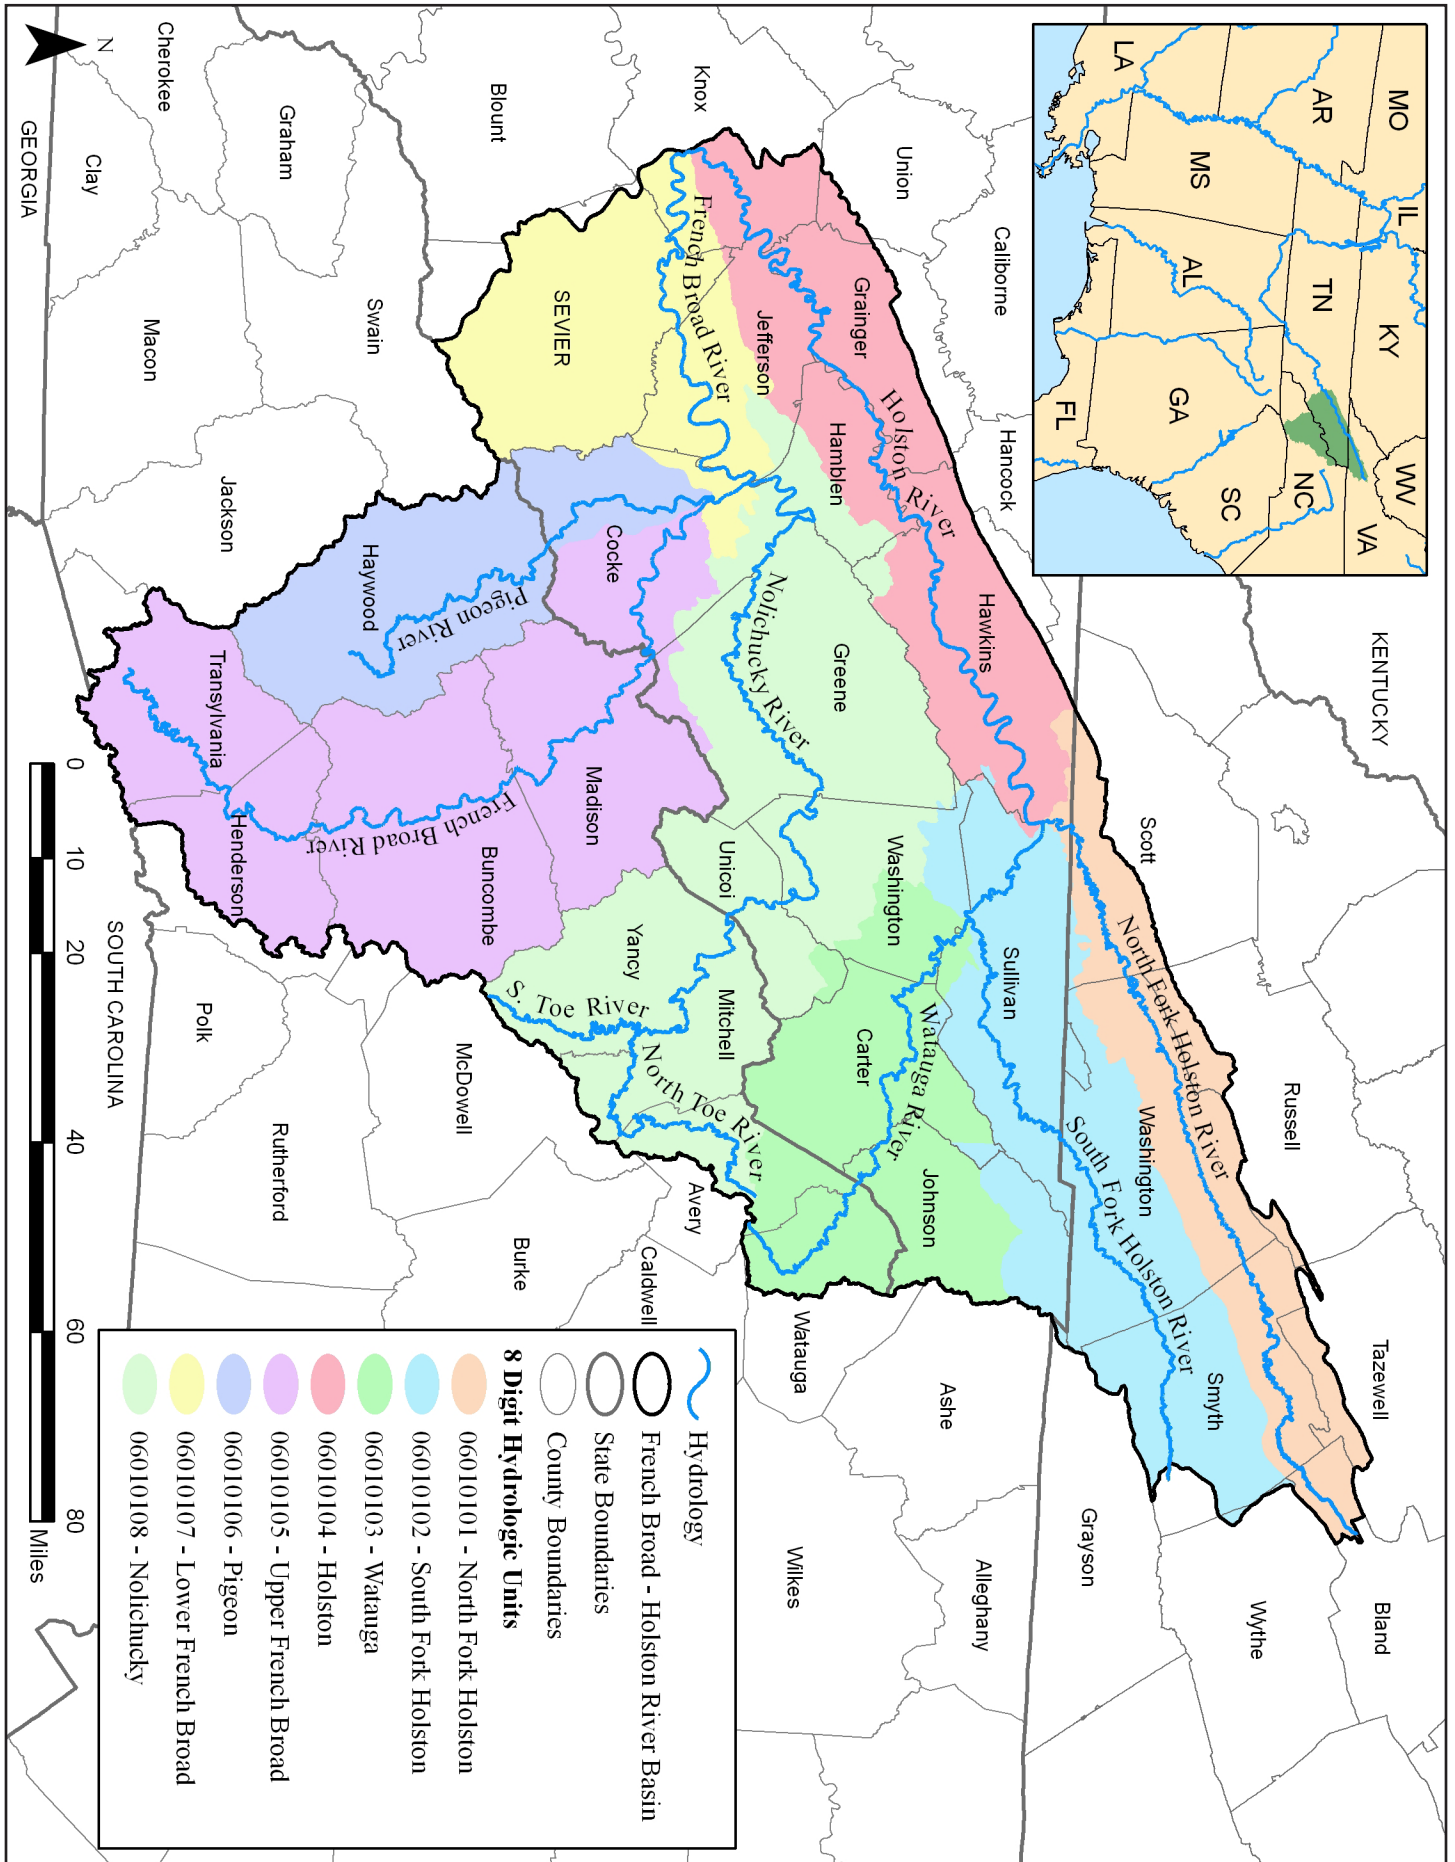 MO
IL
KY
WV
VA
AR
TN
NC
LA
MS
AL
GA
SC
FL
KENTUCKY
Scott
Russell
Tazewell
Bland
Wythe
Smyth
Washington
Grayson
North Fork Holston River
South Fork Holston River
Union
Caliborne
Hancock
Hawkins
Sullivan
Knox
Grainger
Jefferson
Hamblen
Greene
Washington
Carter
Johnson
Ashe
Alleghany
Holston River
French Broad River
Nolichucky River
Watauga River
Blount
SEVIER
Cocke
Madison
Unicoi
Yancy
Mitchell
Avery
Watauga
Wilkes
Caldwell
Pigeon River
French Broad River
S. Toe River
North Toe River
Cherokee
Graham
Swain
Haywood
Buncombe
McDowell
Burke
Clay
Macon
Jackson
Transylvania
Henderson
Polk
Rutherford
GEORGIA
SOUTH CAROLINA
N
0
10
20
40
60
80
Miles
Hydrology
French Broad - Holston River Basin
State Boundaries
County Boundaries
8 Digit Hydrologic Units
06010101 - North Fork Holston
06010102 - South Fork Holston
06010103 - Watauga
06010104 - Holston
06010105 - Upper French Broad
06010106 - Pigeon
06010107 - Lower French Broad
06010108 - Nolichucky